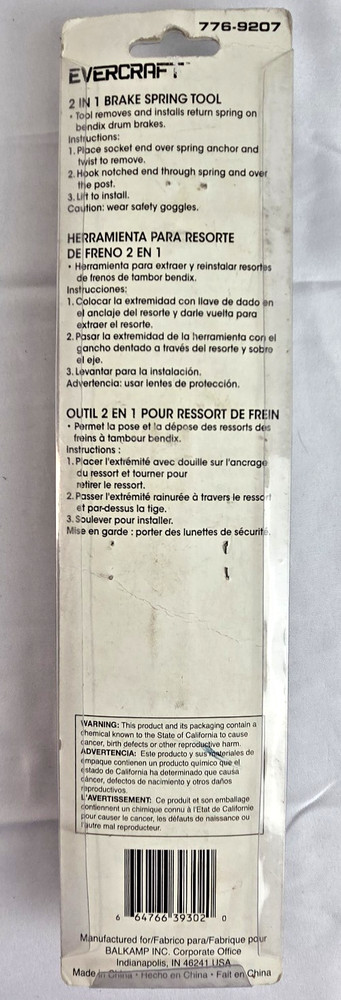 776-9207
EVERCRAFT™
2 IN 1 BRAKE SPRING TOOL
• Tool removes and installs return spring on
bendix drum brakes.
Instructions:
1. Place socket end over spring anchor and
twist to remove.
2. Hook notched end through spring and over
the post.
3. Lift to install.
Caution: wear safety goggles.
HERRAMIENTA PARA RESORTE
DE FRENO 2 EN 1
• Herramienta para extraer y reinstalar resortes
de frenos de tambor bendix.
Instrucciones:
1. Colocar la extremidad con llave de dado en
el anclaje del resorte y darle vuelta para
extraer el resorte.
2. Pasar la extremidad de la herramienta con el
gancho dentado a través del resorte y sobre
el eje.
3. Levantar para la instalación.
Advertencia: usar lentes de protección.
OUTIL 2 EN 1 POUR RESSORT DE FREIN
• Permet la pose et la dépose des ressorts des
freins à tambour bendix.
Instructions :
1. Placer l'extrémité avec douille sur l'ancrage
du ressort et tourner pour
retirer le ressort.
2. Passer l'extrémité rainurée à travers le ressort
et par-dessus la tige.
3. Soulever pour installer.
Mise en garde : porter des lunettes de sécurité.
WARNING: This product and its packaging contain a
chemical known to the State of California to cause
cancer, birth defects or other reproductive harm.
ADVERTENCIA: Este producto y sus materiales de
empaque contienen un producto químico que el
estado de California ha determinado que causa
cáncer, defectos de nacimiento y otros daños
reproductivos.
L'AVERTISSEMENT: Ce produit et son emballage
contiennent un chimique connu à l'Etat de Californie
pour causer le cancer, les défauts de naissance ou
l'autre mal reproducteur.
6 64766 39302 0
Manufactured for/Fabrico para/Fabrique pour
BALKAMP INC. Corporate Office
Indianapolis, IN 46241 USA
Made in China • Hecho en China • Fait en China